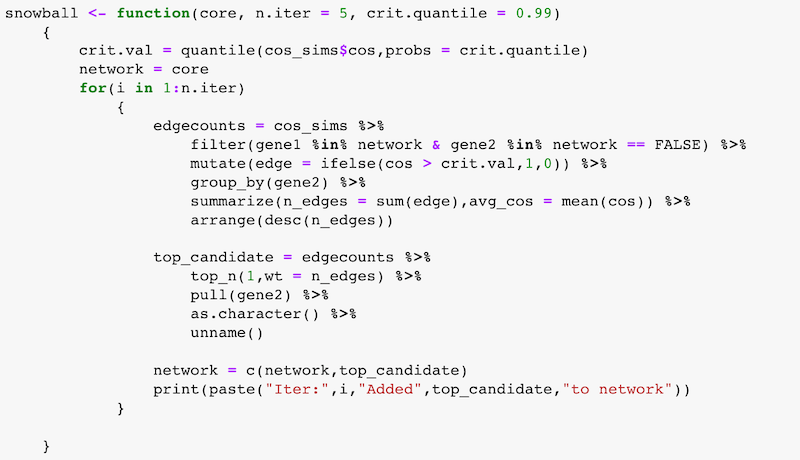 snowball <- function(core, n.iter = 5, crit.quantile = 0.99)
    {
        crit.val = quantile(cos_sims$cos,probs = crit.quantile)
        network = core
        for(i in 1:n.iter)
            {
                edgecounts = cos_sims %>%
                    filter(gene1 %in% network & gene2 %in% network == FALSE) %>%
                    mutate(edge = ifelse(cos > crit.val,1,0)) %>%
                    group_by(gene2) %>%
                    summarize(n_edges = sum(edge),avg_cos = mean(cos)) %>%
                    arrange(desc(n_edges))

                top_candidate = edgecounts %>%
                    top_n(1,wt = n_edges) %>%
                    pull(gene2) %>%
                    as.character() %>%
                    unname()

                network = c(network,top_candidate)
                print(paste("Iter:",i,"Added",top_candidate,"to network"))
            }

    }